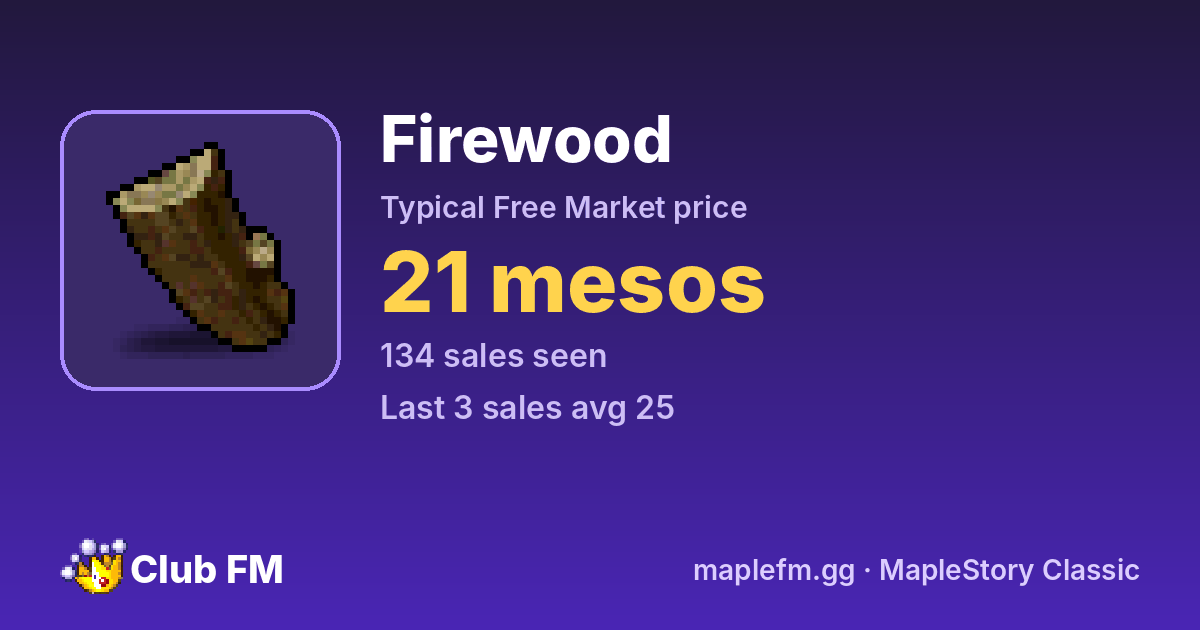 Firewood
Typical Free Market price
21 mesos
134 sales seen
Last 3 sales avg 25
Club FM
maplefm.gg · MapleStory Classic